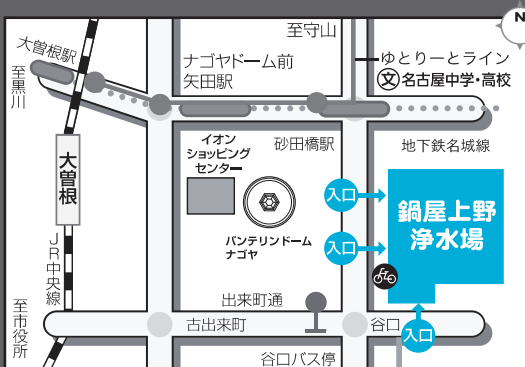 N
至守山
大曽根駅
至黒川
ナゴヤドーム前
矢田駅
ゆとりーとライン
文 名古屋中学・高校
イオン
ショッピング
センター
砂田橋駅
地下鉄名城線
大曽根
入口
入口
鍋屋上野
浄水場
バンテリンドーム
ナゴヤ
JR中央線
至市役所
出来町通
古出来町
谷口
入口
谷口バス停